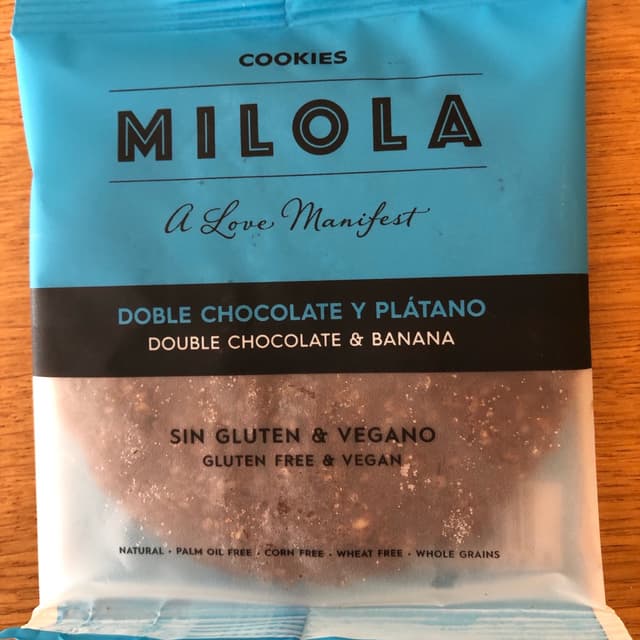 COOKIES
MILOLA
A Love Manifest
DOBLE CHOCOLATE Y PLÁTANO
DOUBLE CHOCOLATE & BANANA
SIN GLUTEN & VEGANO
GLUTEN FREE & VEGAN
NATURAL · PALM OIL FREE · CORN FREE · WHEAT FREE · WHOLE GRAINS